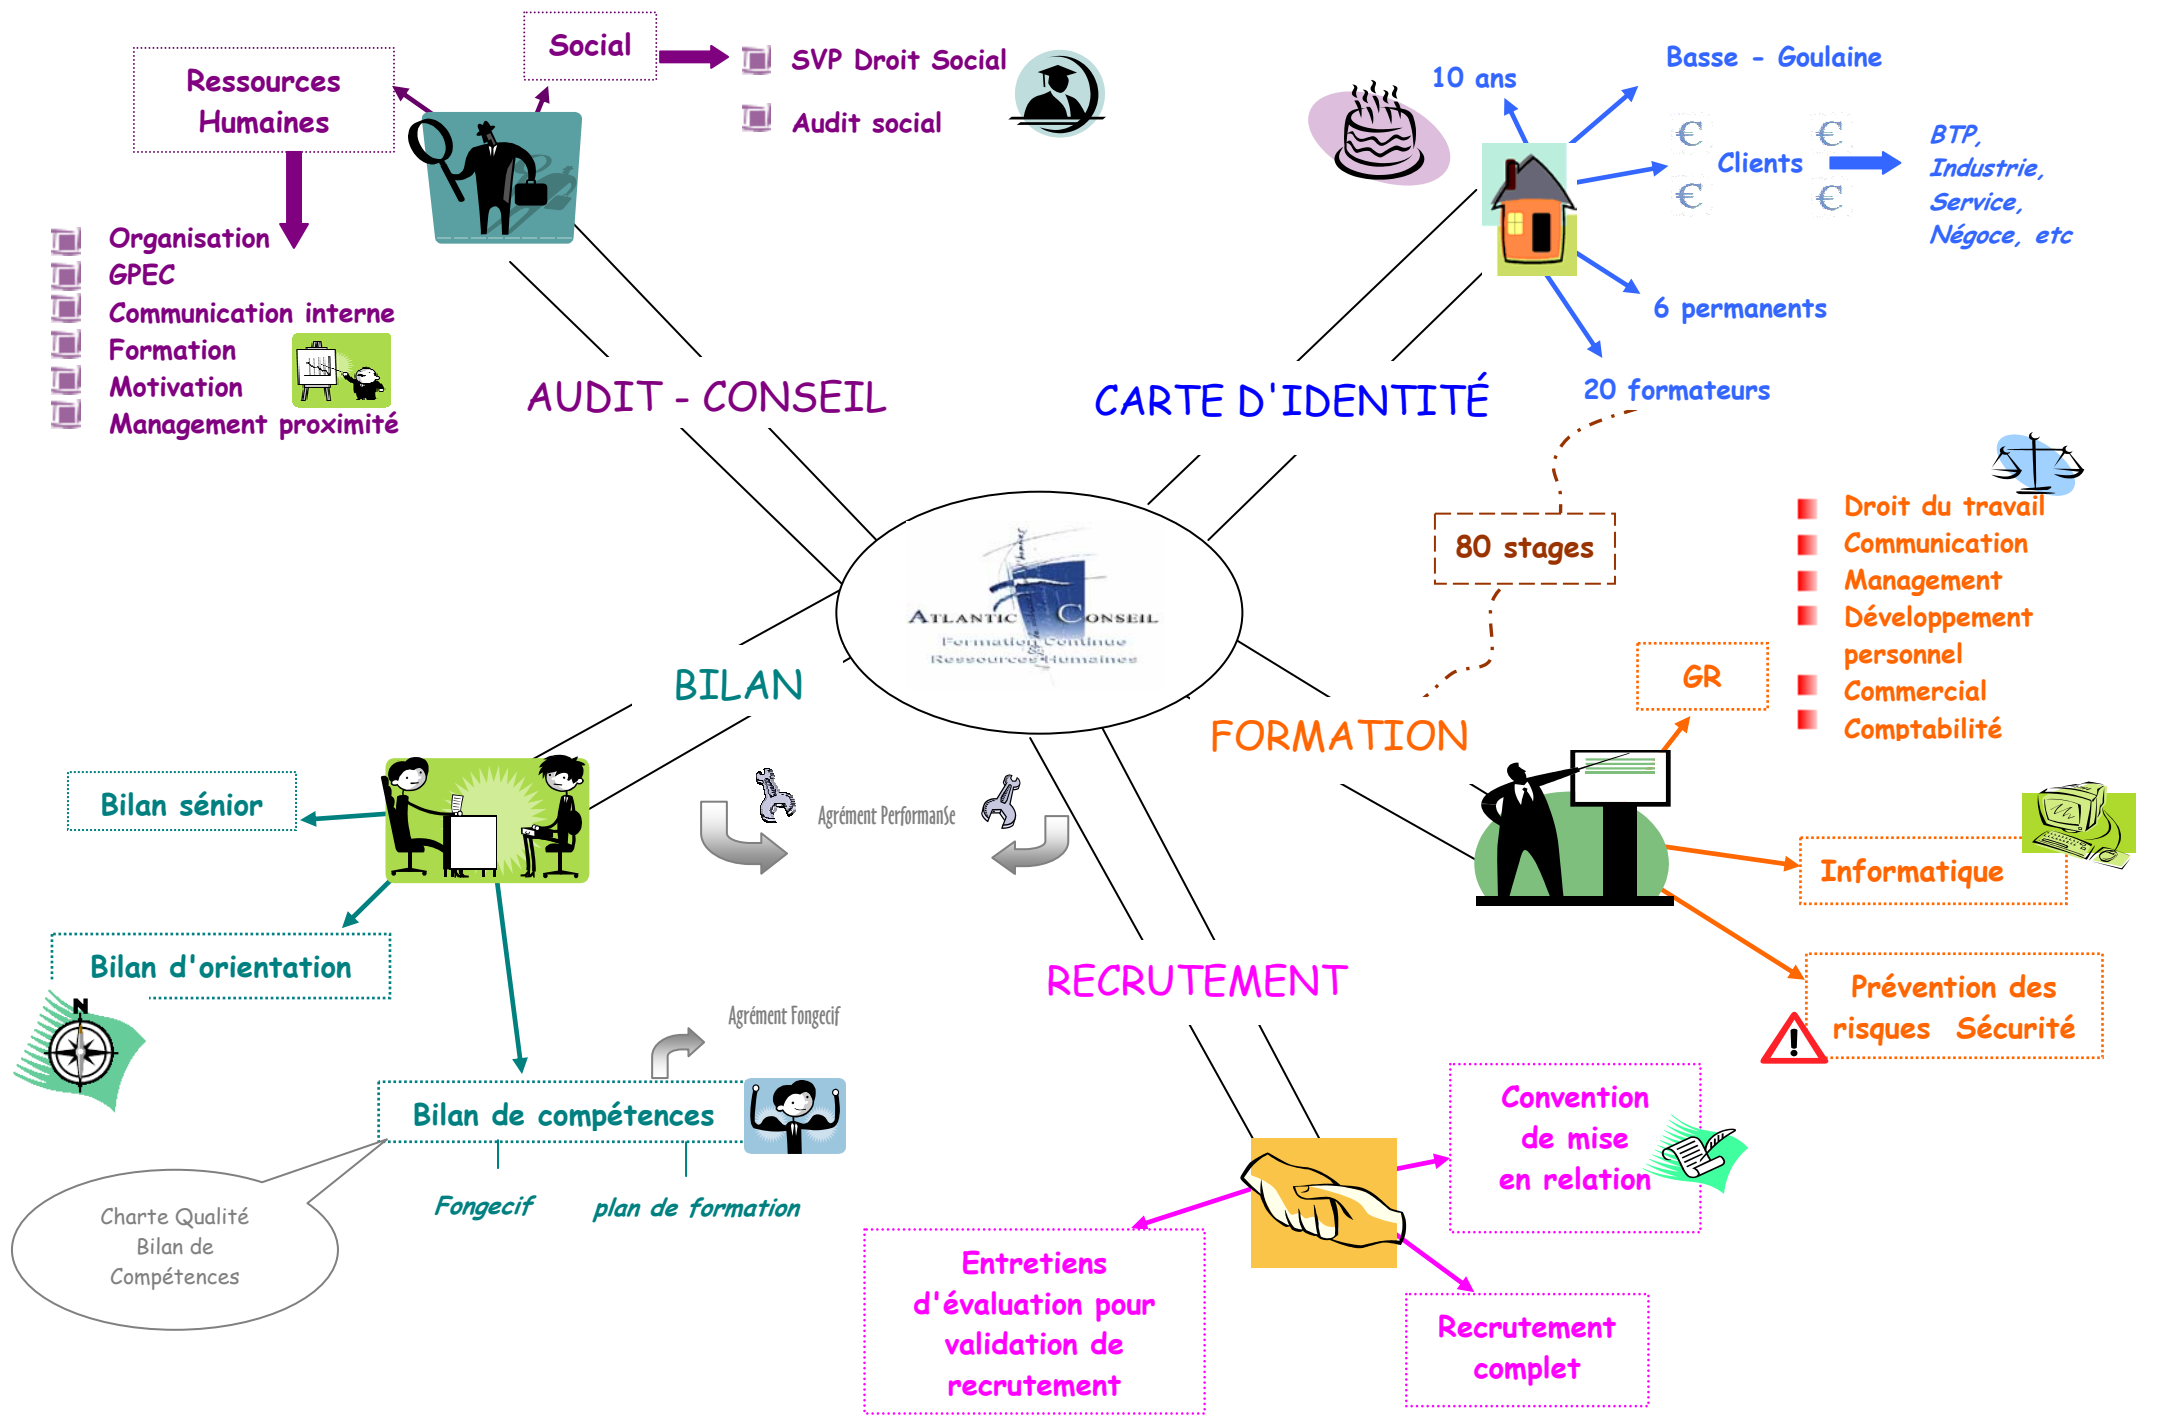 Ressources
Humaines
Social
SVP Droit Social
Audit social
Organisation
GPEC
Communication interne
Formation
Motivation
Management proximité
AUDIT - CONSEIL
10 ans
Basse - Goulaine
€ €
Clients
€ €
BTP,
Industrie,
Service,
Négoce, etc
6 permanents
20 formateurs
CARTE D'IDENTITÉ
80 stages
ATLANTIC CONSEIL
Formation Continue
&
Ressources Humaines
Droit du travail
Communication
Management
Développement
personnel
Commercial
Comptabilité
GR
FORMATION
Informatique
Prévention des
risques Sécurité
BILAN
Bilan sénior
Bilan d'orientation
N
Agrément PerformanSe
Agrément Fongecif
Bilan de compétences
Fongecif
plan de formation
Charte Qualité
Bilan de
Compétences
RECRUTEMENT
Convention
de mise
en relation
Entretiens
d'évaluation pour
validation de
recrutement
Recrutement
complet